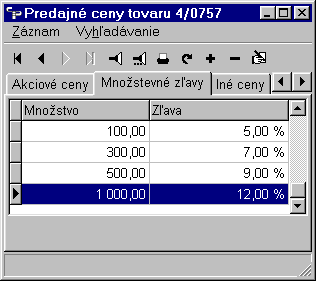 Predajné ceny tovaru 4/0757
Záznam Vyhľadávanie
Akciové ceny Množstevné zľavy Iné ceny
Množstvo Zľava
100,00 5,00 %
300,00 7,00 %
500,00 9,00 %
1 000,00 12,00 %